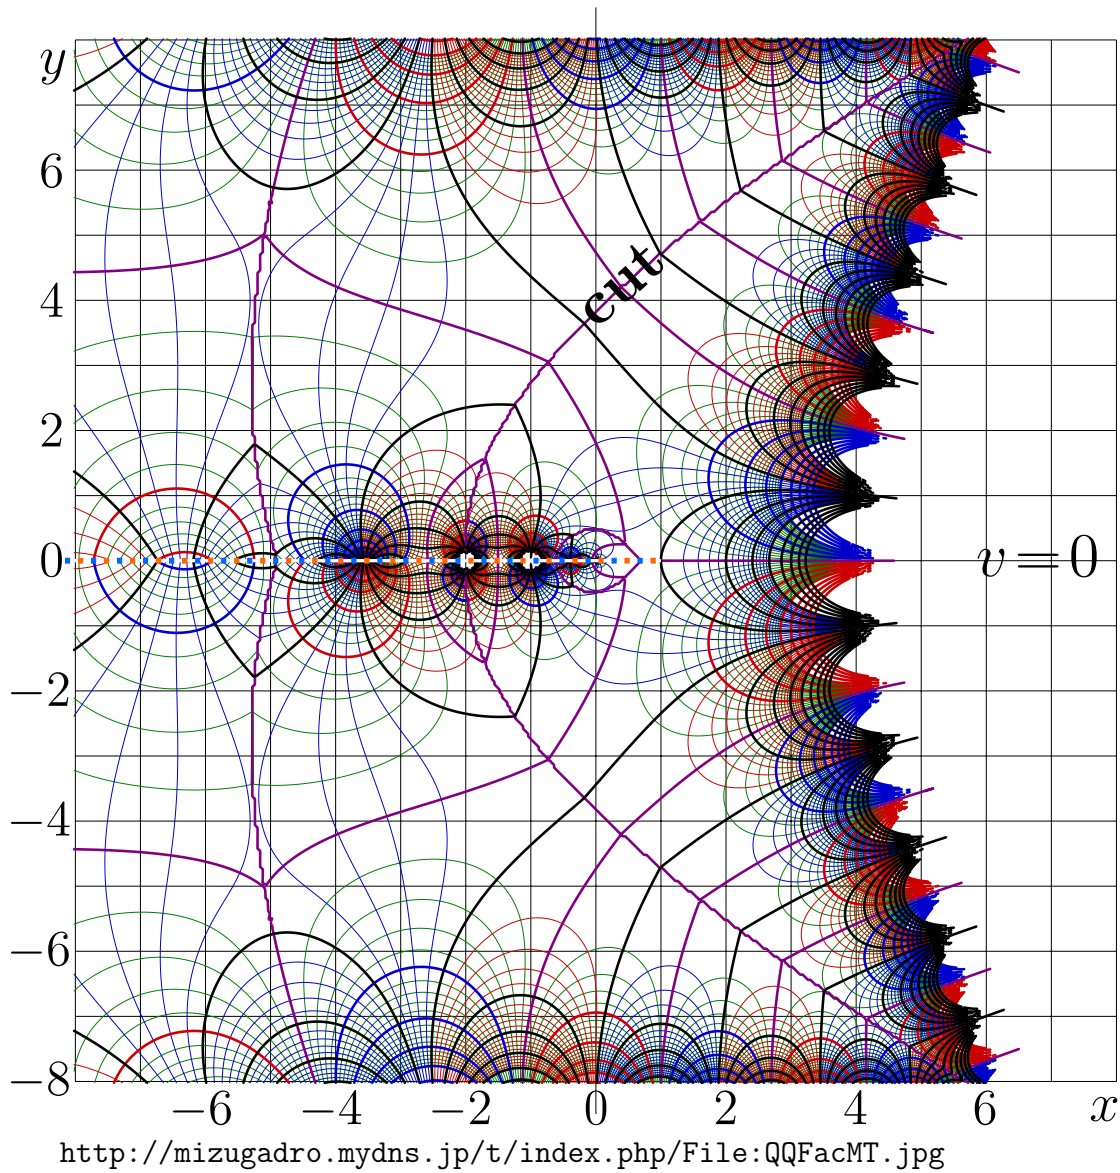 y
6
4
cut
2
0
v=0
−2
−4
−6
−8
−6 −4 −2 0 2 4 6 x
http://mizugadro.mydns.jp/t/index.php/File:QQFacMT.jpg